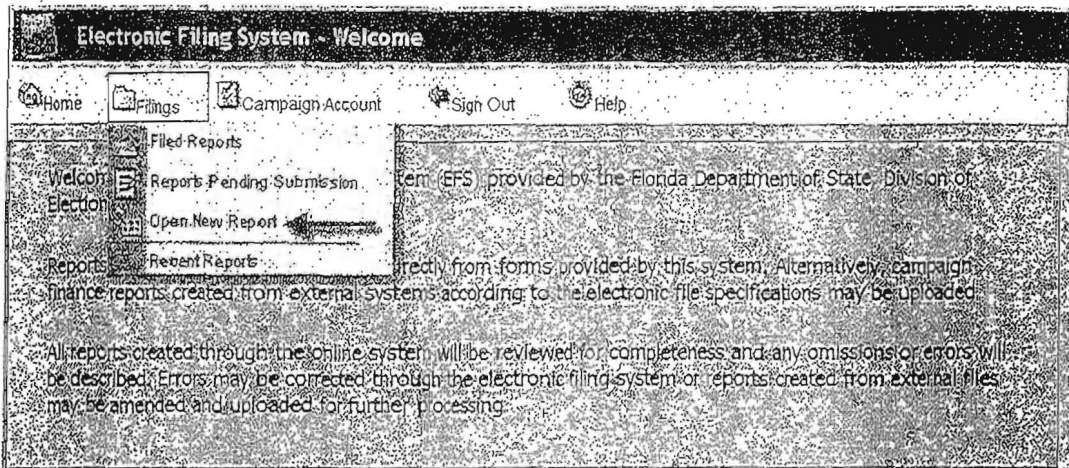 Electronic Filing System - Welcome
Home Filings Campaign Account Sign Out Help
Filed Reports
Reports Pending Submission
Open New Report
Recent Reports
Welcom tem (EFS) provided by the Florida Department of State, Division of
Election
Reports rectly from forms provided by this system. Alternatively, campaign
finance reports created from external systems according to the electronic file specifications may be uploaded
All reports created through the online system will be reviewed for completeness and any omissions or errors will
be described. Errors may be corrected through the electronic filing system or reports created from external files
may be amended and uploaded for further processing.